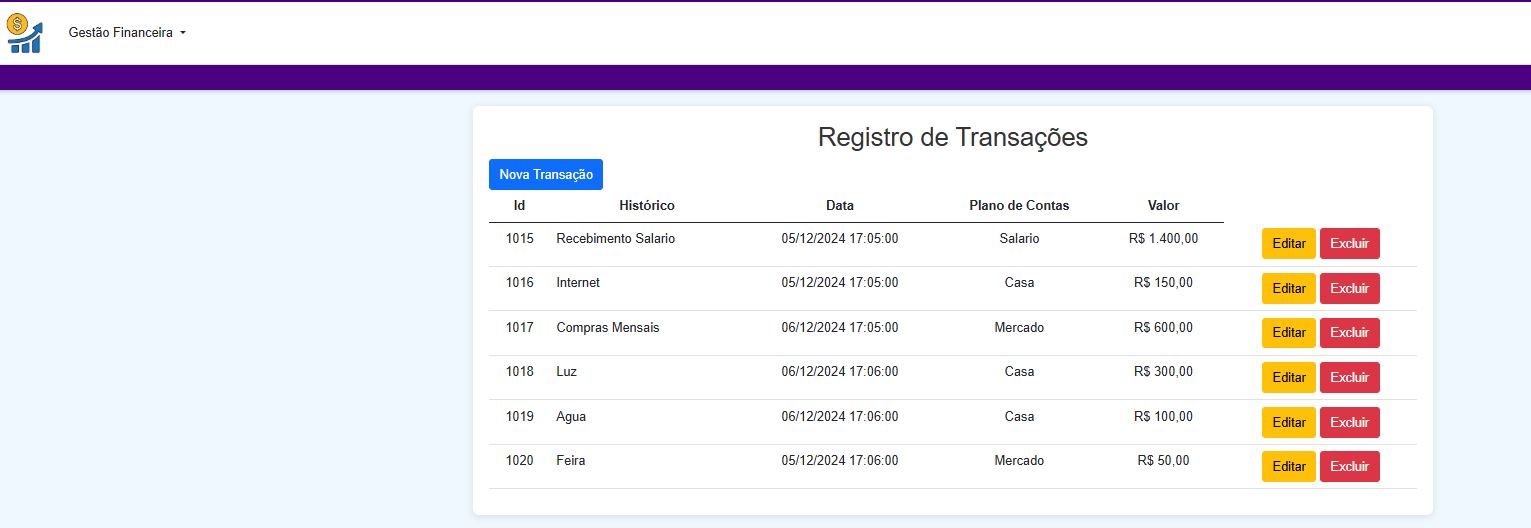 $
Gestão Financeira
Registro de Transações
Nova Transação
Id Histórico Data Plano de Contas Valor
1015 Recebimento Salario 05/12/2024 17:05:00 Salario R$ 1.400,00 Editar Excluir
1016 Internet 05/12/2024 17:05:00 Casa R$ 150,00 Editar Excluir
1017 Compras Mensais 06/12/2024 17:05:00 Mercado R$ 600,00 Editar Excluir
1018 Luz 06/12/2024 17:06:00 Casa R$ 300,00 Editar Excluir
1019 Agua 06/12/2024 17:06:00 Casa R$ 100,00 Editar Excluir
1020 Feira 05/12/2024 17:06:00 Mercado R$ 50,00 Editar Excluir